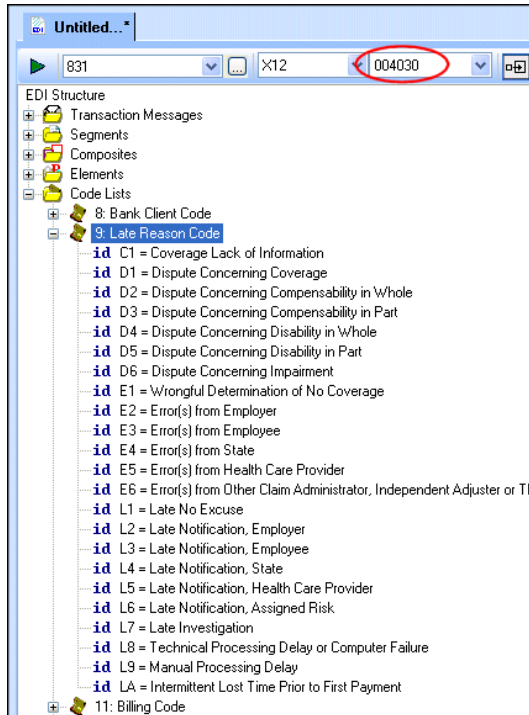 EDI Untitled...*
831 ... X12 004030
EDI Structure
Transaction Messages
Segments
Composites
Elements
Code Lists
8: Bank Client Code
9: Late Reason Code
id C1 = Coverage Lack of Information
id D1 = Dispute Concerning Coverage
id D2 = Dispute Concerning Compensability in Whole
id D3 = Dispute Concerning Compensability in Part
id D4 = Dispute Concerning Disability in Whole
id D5 = Dispute Concerning Disability in Part
id D6 = Dispute Concerning Impairment
id E1 = Wrongful Determination of No Coverage
id E2 = Error(s) from Employer
id E3 = Error(s) from Employee
id E4 = Error(s) from State
id E5 = Error(s) from Health Care Provider
id E6 = Error(s) from Other Claim Administrator, Independent Adjuster or
id L1 = Late No Excuse
id L2 = Late Notification, Employer
id L3 = Late Notification, Employee
id L4 = Late Notification, State
id L5 = Late Notification, Health Care Provider
id L6 = Late Notification, Assigned Risk
id L7 = Late Investigation
id L8 = Technical Processing Delay or Computer Failure
id L9 = Manual Processing Delay
id LA = Intermittent Lost Time Prior to First Payment
11: Billing Code